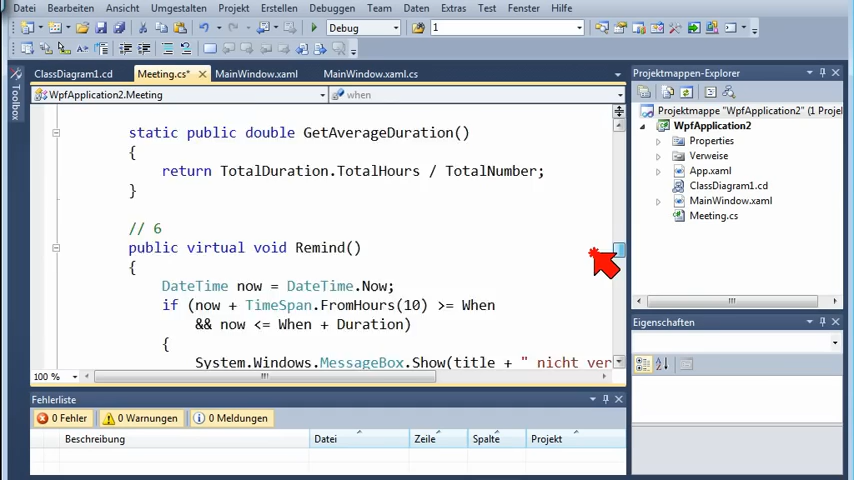 Datei Bearbeiten Ansicht Umgestalten Projekt Erstellen Debuggen Team Daten Extras Test Fenster Hilfe
Debug 1
ClassDiagram1.cd Meeting.cs* MainWindow.xaml MainWindow.xaml.cs
WpfApplication2.Meeting when
Toolbox
static public double GetAverageDuration()
{
return TotalDuration.TotalHours / TotalNumber;
}
// 6
public virtual void Remind()
{
DateTime now = DateTime.Now;
if (now + TimeSpan.FromHours(10) >= When
&& now <= When + Duration)
{
System.Windows.MessageBox.Show(title + " nicht ver
100 %
Projektmappen-Explorer
Projektmappe "WpfApplication2" (1 Proje
WpfApplication2
Properties
Verweise
App.xaml
ClassDiagram1.cd
MainWindow.xaml
Meeting.cs
Eigenschaften
Fehlerliste
0 Fehler 0 Warnungen 0 Meldungen
Beschreibung Datei Zeile Spalte Projekt